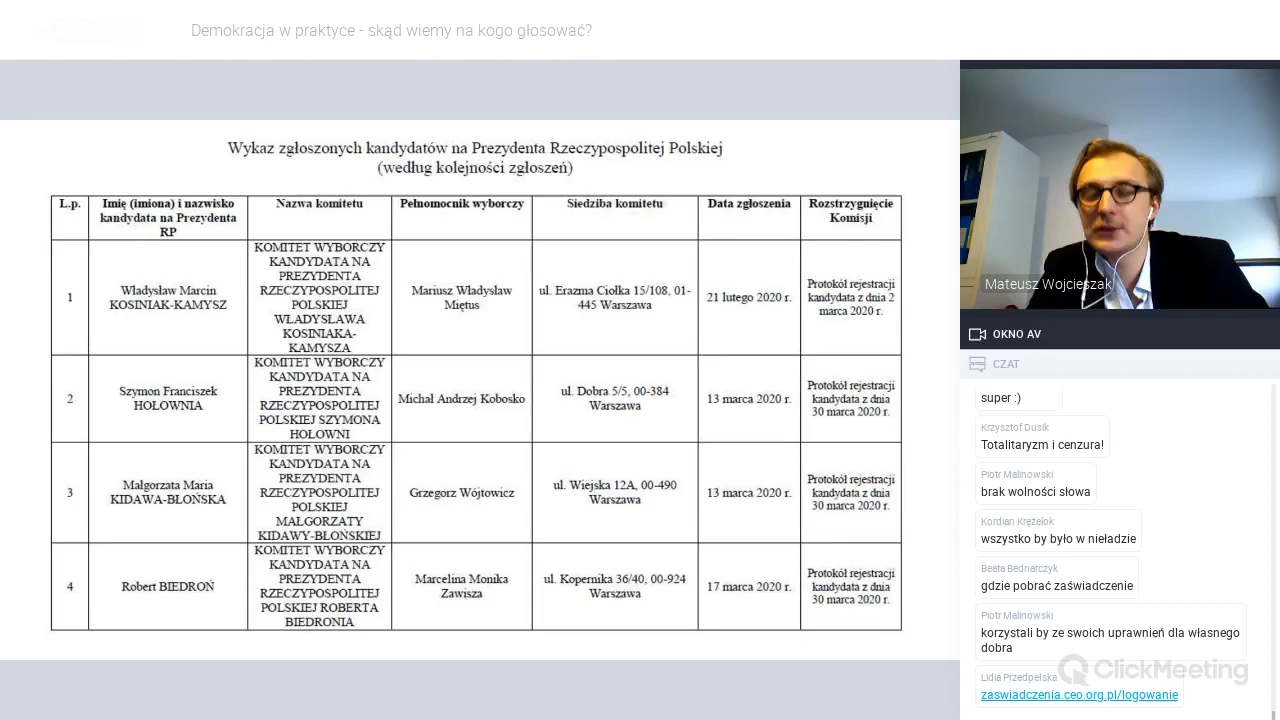 Demokracja w praktyce - skąd wiemy na kogo głosować?
Wykaz zgłoszonych kandydatów na Prezydenta Rzeczypospolitej Polskiej
(według kolejności zgłoszeń)
L.p.
Imię (imiona) i nazwisko
kandydata na Prezydenta
RP
Nazwa komitetu
Pełnomocnik wyborczy
Siedziba komitetu
Data zgłoszenia
Rozstrzygnięcie
Komisji
1
Władysław Marcin
KOSINIAK-KAMYSZ
KOMITET WYBORCZY
KANDYDATA NA
PREZYDENTA
RZECZYPOSPOLITEJ
POLSKIEJ
WŁADYSŁAWA
KOSINIAKA-
KAMYSZA
Mariusz Władysław
Miętus
ul. Erazma Ciołka 15/108, 01-
445 Warszawa
21 lutego 2020 r.
Protokół rejestracji
kandydata z dnia 2
marca 2020 r.
2
Szymon Franciszek
HOŁOWNIA
KOMITET WYBORCZY
KANDYDATA NA
PREZYDENTA
RZECZYPOSPOLITEJ
POLSKIEJ SZYMONA
HOŁOWNI
Michał Andrzej Kobosko
ul. Dobra 5/5, 00-384
Warszawa
13 marca 2020 r.
Protokół rejestracji
kandydata z dnia
30 marca 2020 r.
3
Małgorzata Maria
KIDAWA-BŁOŃSKA
KOMITET WYBORCZY
KANDYDATA NA
PREZYDENTA
RZECZYPOSPOLITEJ
POLSKIEJ
MAŁGORZATY
KIDAWY-BŁOŃSKIEJ
Grzegorz Wójtowicz
ul. Wiejska 12A, 00-490
Warszawa
13 marca 2020 r.
Protokół rejestracji
kandydata z dnia
30 marca 2020 r.
4
Robert BIEDROŃ
KOMITET WYBORCZY
KANDYDATA NA
PREZYDENTA
RZECZYPOSPOLITEJ
POLSKIEJ ROBERTA
BIEDRONIA
Marcelina Monika
Zawisza
ul. Kopernika 36/40, 00-924
Warszawa
17 marca 2020 r.
Protokół rejestracji
kandydata z dnia
30 marca 2020 r.
Mateusz Wojcieszak
OKNO AV
CZAT
super :)
Krzysztof Dusik
Totalitaryzm i cenzura!
Piotr Malinowski
brak wolności słowa
Kordian Krężelok
wszystko by było w nieładzie
Beata Bednarczyk
gdzie pobrać zaświadczenie
Piotr Malinowski
korzystali by ze swoich uprawnień dla własnego
dobra
Lidia Przedpełska
zaswiadczenia.ceo.org.pl/logowanie
ClickMeeting